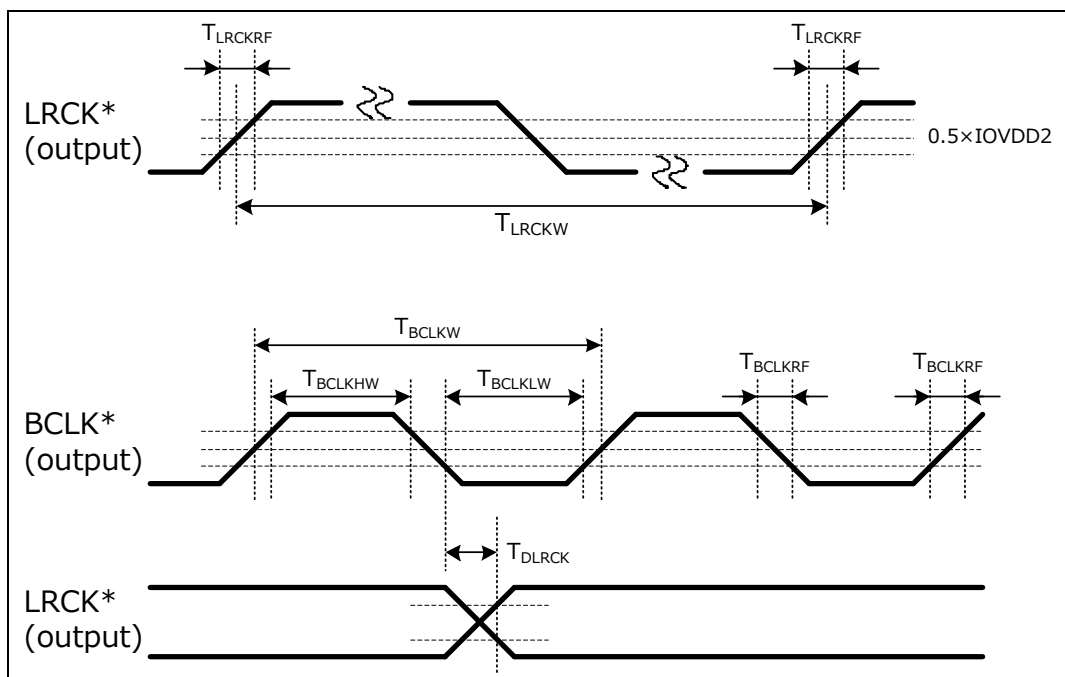 TLRCKRF
TLRCKRF
LRCK*
(output)
0.5×IOVDD2
TLRCKW
TBCLKW
TBCLKHW
TBCLKLW
TBCLKRF
TBCLKRF
BCLK*
(output)
TDLRCK
LRCK*
(output)